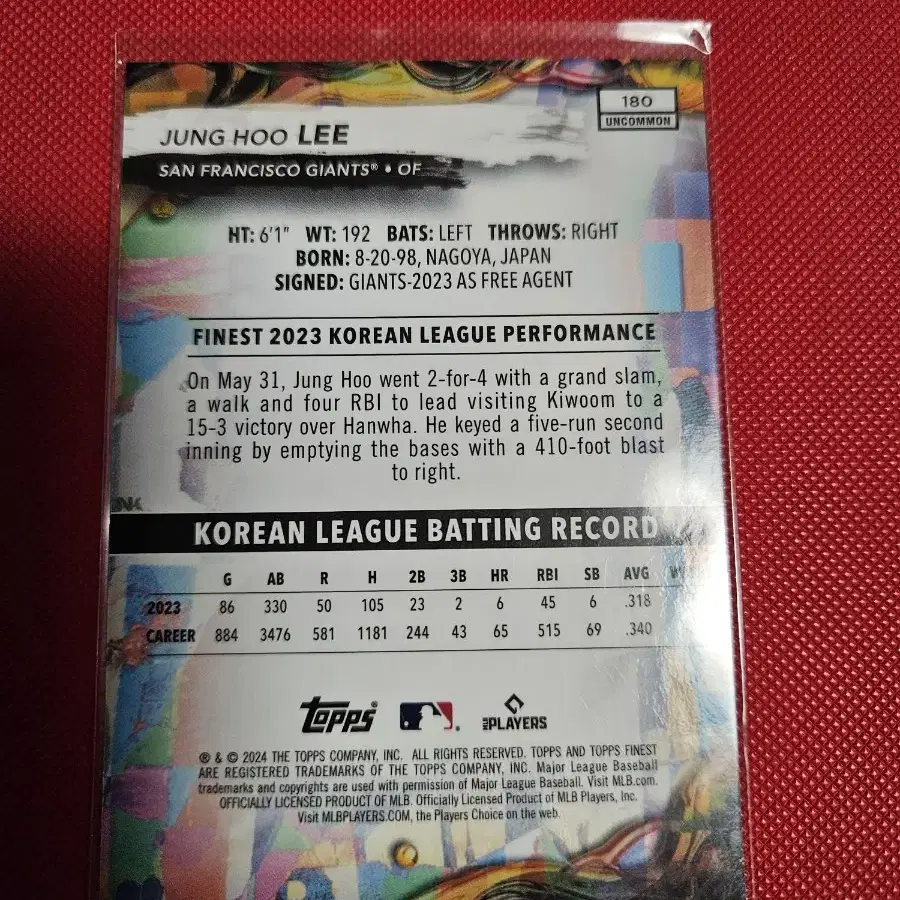 180
UNCOMMON
JUNG HOO LEE
SAN FRANCISCO GIANTS® • OF
HT: 6'1" WT: 192 BATS: LEFT THROWS: RIGHT
BORN: 8-20-98, NAGOYA, JAPAN
SIGNED: GIANTS-2023 AS FREE AGENT
FINEST 2023 KOREAN LEAGUE PERFORMANCE
On May 31, Jung Hoo went 2-for-4 with a grand slam,
a walk and four RBI to lead visiting Kiwoom to a
15-3 victory over Hanwha. He keyed a five-run second
inning by emptying the bases with a 410-foot blast
to right.
KOREAN LEAGUE BATTING RECORD
G AB R H 2B 3B HR RBI SB AVG
2023 86 330 50 105 23 2 6 45 6 .318
CAREER 884 3476 581 1181 244 43 65 515 69 .340
topps MLB PLAYERS
® & © 2024 THE TOPPS COMPANY, INC. ALL RIGHTS RESERVED. TOPPS AND TOPPS FINEST
ARE REGISTERED TRADEMARKS OF THE TOPPS COMPANY, INC. Major League Baseball
trademarks and copyrights are used with permission of Major League Baseball. Visit MLB.com.
OFFICIALLY LICENSED PRODUCT OF MLB. Officially Licensed Product of MLB Players, Inc.
Visit MLBPLAYERS.COM, the Players Choice on the web.